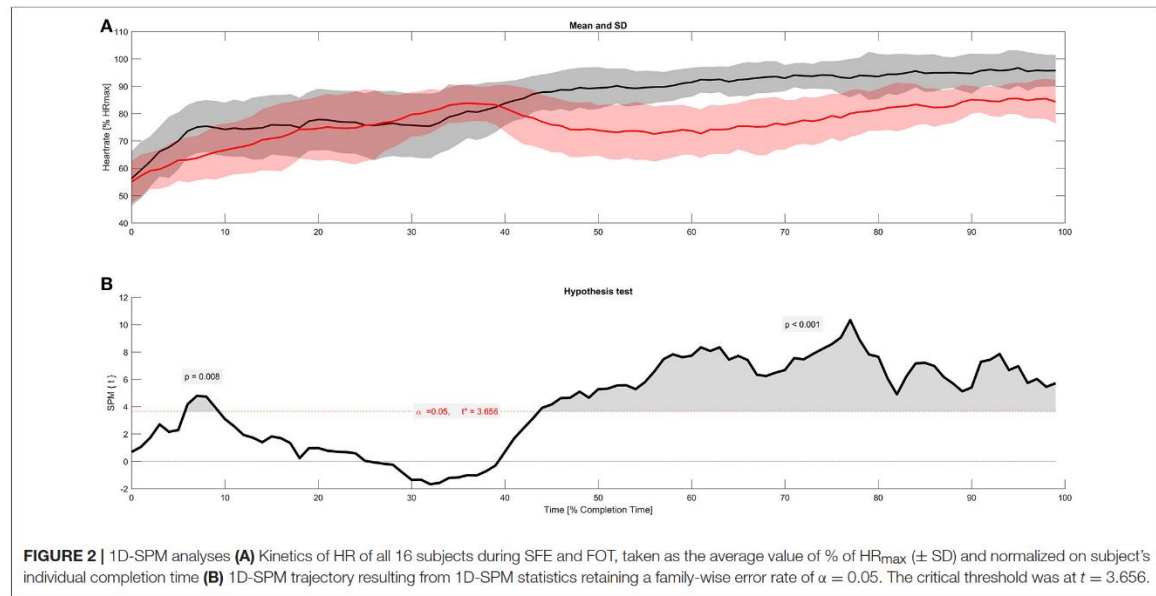 A
Mean and SD
110
100
90
80
70
60
50
40
Heartrate [% HRmax]
0 10 20 30 40 50 60 70 80 90 100
B
Hypothesis test
12
10
8
6
4
2
0
-2
SPM { t }
p = 0.008
p < 0.001
α =0.05, t* = 3.656
0 10 20 30 40 50 60 70 80 90 100
Time [% Completion Time]
FIGURE 2 | 1D-SPM analyses (A) Kinetics of HR of all 16 subjects during SFE and FOT, taken as the average value of % of HRmax (± SD) and normalized on subject's
individual completion time (B) 1D-SPM trajectory resulting from 1D-SPM statistics retaining a family-wise error rate of α = 0.05. The critical threshold was at t = 3.656.